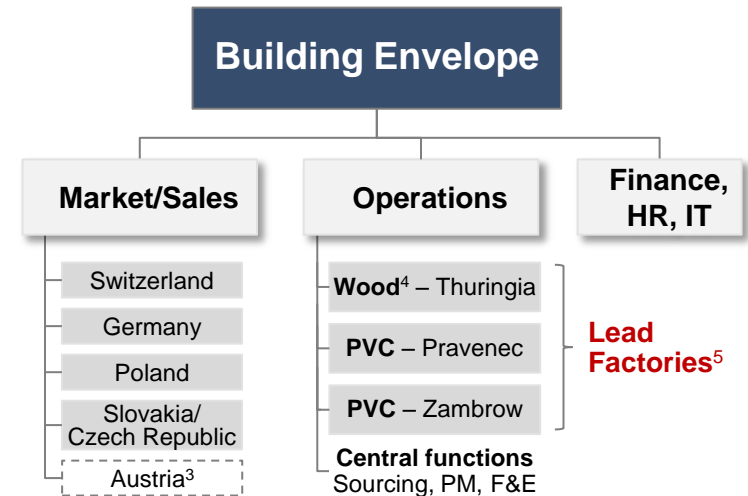 Building Envelope
Market/Sales
Switzerland
Germany
Poland
Slovakia/
Czech Republic
Austria³
Operations
Wood⁴ – Thuringia
PVC – Pravenec
PVC – Zambrow
Central functions
Sourcing, PM, F&E
Lead
Factories⁵
Finance,
HR, IT